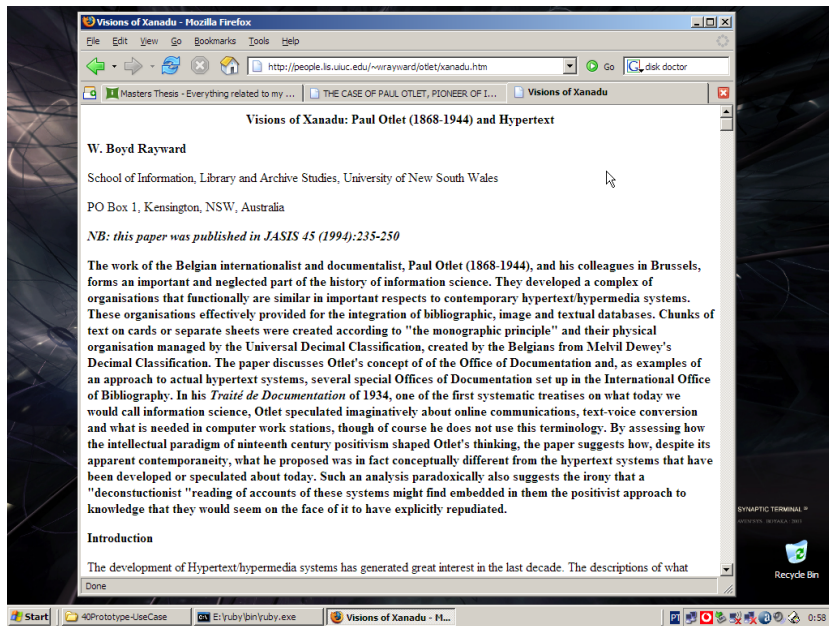 Visions of Xanadu - Mozilla Firefox
File Edit View Go Bookmarks Tools Help
http://people.lis.uiuc.edu/~wrayward/otlet/xanadu.htm Go disk doctor
Masters Thesis - Everything related to my ... THE CASE OF PAUL OTLET, PIONEER OF I... Visions of Xanadu
Visions of Xanadu: Paul Otlet (1868-1944) and Hypertext
W. Boyd Rayward
School of Information, Library and Archive Studies, University of New South Wales
PO Box 1, Kensington, NSW, Australia
NB: this paper was published in JASIS 45 (1994):235-250
The work of the Belgian internationalist and documentalist, Paul Otlet (1868-1944), and his colleagues in Brussels,
forms an important and neglected part of the history of information science. They developed a complex of
organisations that functionally are similar in important respects to contemporary hypertext/hypermedia systems.
These organisations effectively provided for the integration of bibliographic, image and textual databases. Chunks of
text on cards or separate sheets were created according to "the monographic principle" and their physical
organisation managed by the Universal Decimal Classification, created by the Belgians from Melvil Dewey's
Decimal Classification. The paper discusses Otlet's concept of of the Office of Documentation and, as examples of
an approach to actual hypertext systems, several special Offices of Documentation set up in the International Office
of Bibliography. In his Traité de Documentation of 1934, one of the first systematic treatises on what today we
would call information science, Otlet speculated imaginatively about online communications, text-voice conversion
and what is needed in computer work stations, though of course he does not use this terminology. By assessing how
the intellectual paradigm of ninteenth century positivism shaped Otlet's thinking, the paper suggests how, despite its
apparent contemporaneity, what he proposed was in fact conceptually different from the hypertext systems that have
been developed or speculated about today. Such an analysis paradoxically also suggests the irony that a
"deconstuctionist "reading of accounts of these systems might find embedded in them the positivist approach to
knowledge that they would seem on the face of it to have explicitly repudiated.
Introduction
The development of Hypertext/hypermedia systems has generated great interest in the last decade. The descriptions of what
Done
SYNAPTIC TERMINAL
Recycle Bin
Start 40Prototype-UseCase E:\ruby\bin\ruby.exe Visions of Xanadu - M... PT 0:58